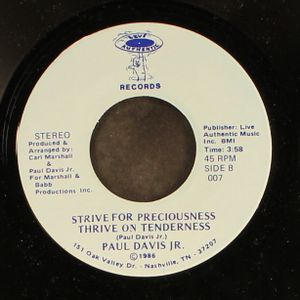 LIVE
AUTHENTIC
RECORDS
STEREO
Produced &
Arranged by:
Carl Marshall
&
Paul Davis Jr.
For Marshall &
Babb
Productions Inc.
Publisher: Live
Authentic Music
Inc. BMI
Time: 3:58
45 RPM
SIDE B
007
STRIVE FOR PRECIOUSNESS
THRIVE ON TENDERNESS
(Paul Davis Jr.)
PAUL DAVIS JR.
©1986
151 Oak Valley Dr. - Nashville, TN - 37207